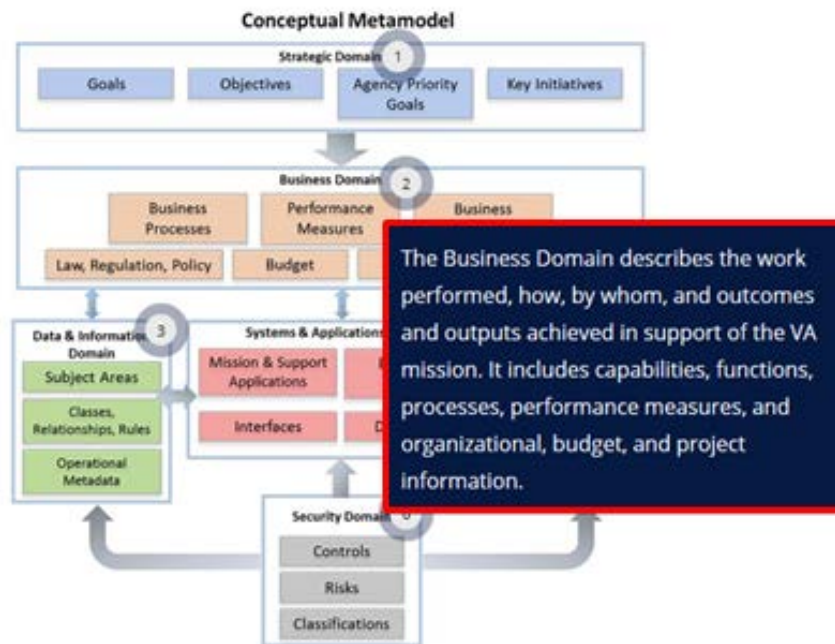 Conceptual Metamodel
Strategic Domain
1
Goals
Objectives
Agency Priority
Goals
Key Initiatives
Business Domain
2
Business
Processes
Performance
Measures
Business
Law, Regulation, Policy
Budget
The Business Domain describes the work
performed, how, by whom, and outcomes
and outputs achieved in support of the VA
mission. It includes capabilities, functions,
processes, performance measures, and
organizational, budget, and project
information.
Data & Information
Domain
3
Subject Areas
Classes,
Relationships, Rules
Operational
Metadata
Systems & Applications
Mission & Support
Applications
Interfaces
Security Domain
Controls
Risks
Classifications